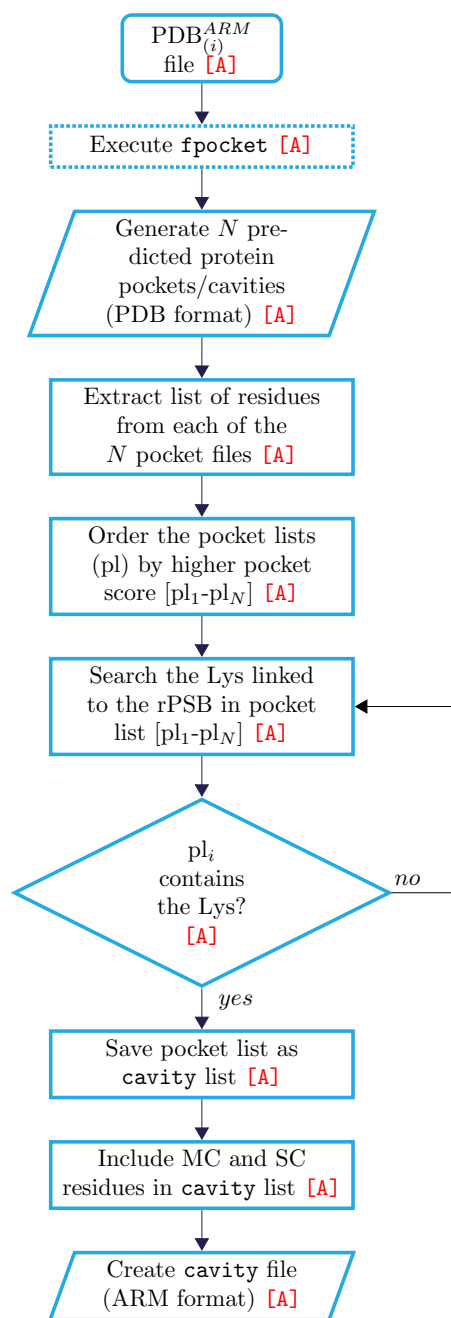 PDB^{ARM}_{(i)}
file [A]
Execute fpocket [A]
Generate N pre-
dicted protein
pockets/cavities
(PDB format) [A]
Extract list of residues
from each of the
N pocket files [A]
Order the pocket lists
(pl) by higher pocket
score [pl₁-pl_N] [A]
Search the Lys linked
to the rPSB in pocket
list [pl₁-pl_N] [A]
pl_i
contains
the Lys?
[A]
no
yes
Save pocket list as
cavity list [A]
Include MC and SC
residues in cavity list [A]
Create cavity file
(ARM format) [A]